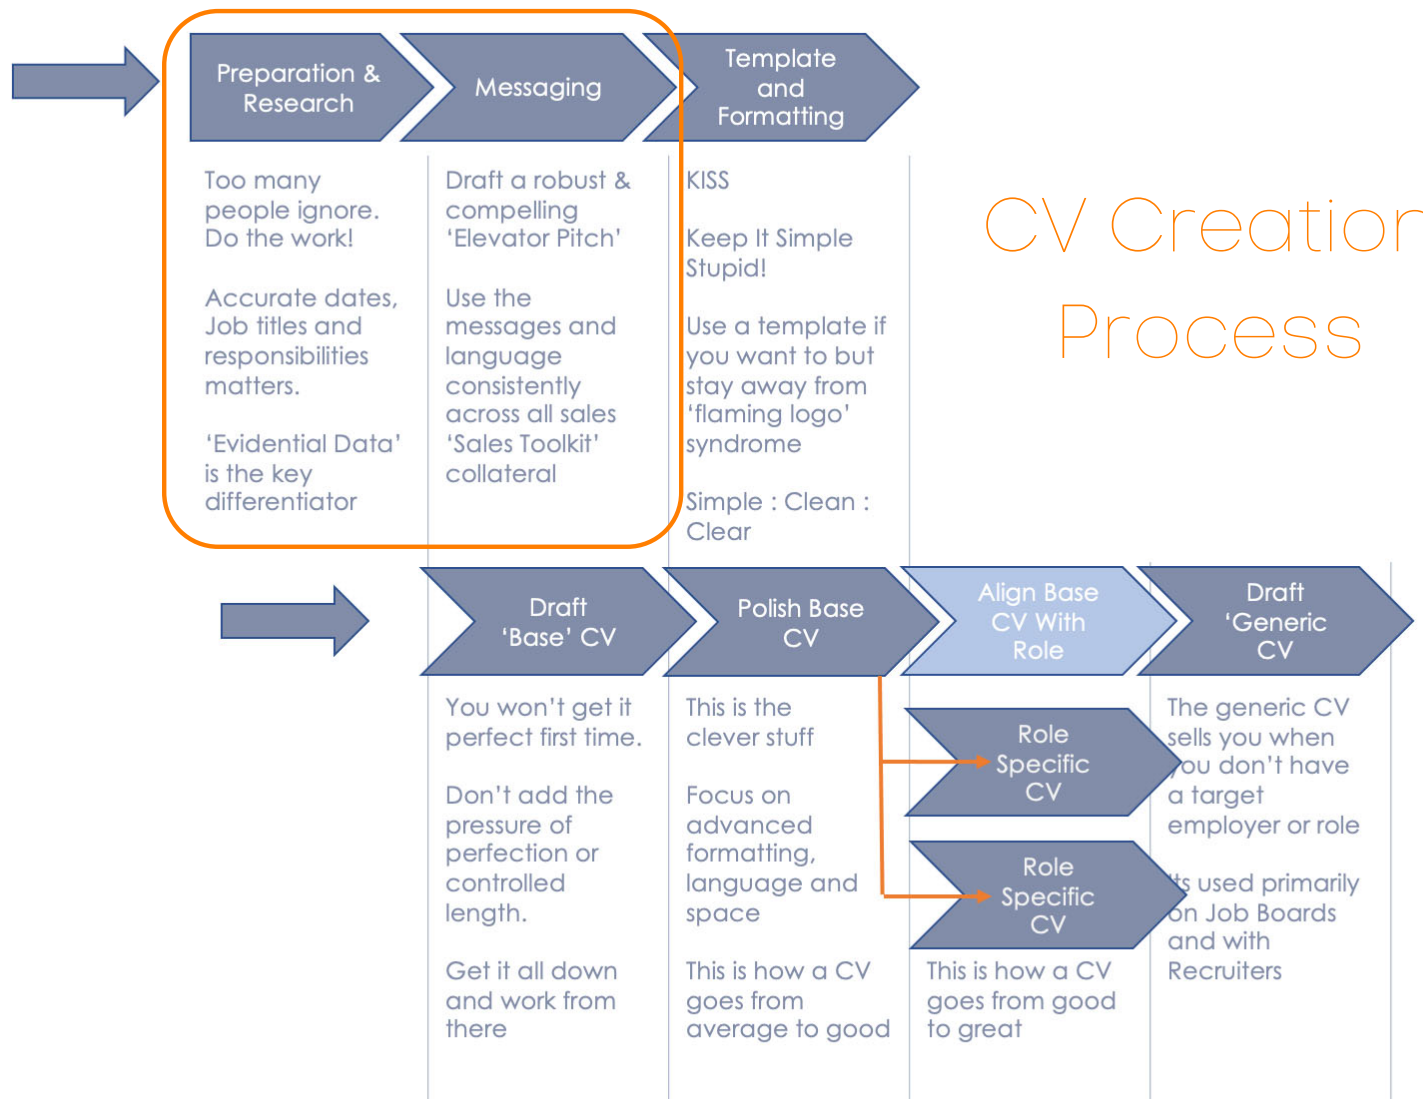 Preparation &
Research
Messaging
Template
and
Formatting
Too many
people ignore.
Do the work!
Accurate dates,
Job titles and
responsibilities
matters.
‘Evidential Data’
is the key
differentiator
Draft a robust &
compelling
‘Elevator Pitch’
Use the
messages and
language
consistently
across all sales
‘Sales Toolkit’
collateral
KISS
Keep It Simple
Stupid!
Use a template if
you want to but
stay away from
‘flaming logo’
syndrome
Simple : Clean :
Clear
CV Creation
Process
Draft
‘Base’ CV
Polish Base
CV
Align Base
CV With
Role
Draft
‘Generic
CV
You won’t get it
perfect first time.
Don’t add the
pressure of
perfection or
controlled
length.
Get it all down
and work from
there
This is the
clever stuff
Focus on
advanced
formatting,
language and
space
This is how a CV
goes from
average to good
Role
Specific
CV
Role
Specific
CV
This is how a CV
goes from good
to great
The generic CV
sells you when
you don’t have
a target
employer or role
Its used primarily
on Job Boards
and with
Recruiters